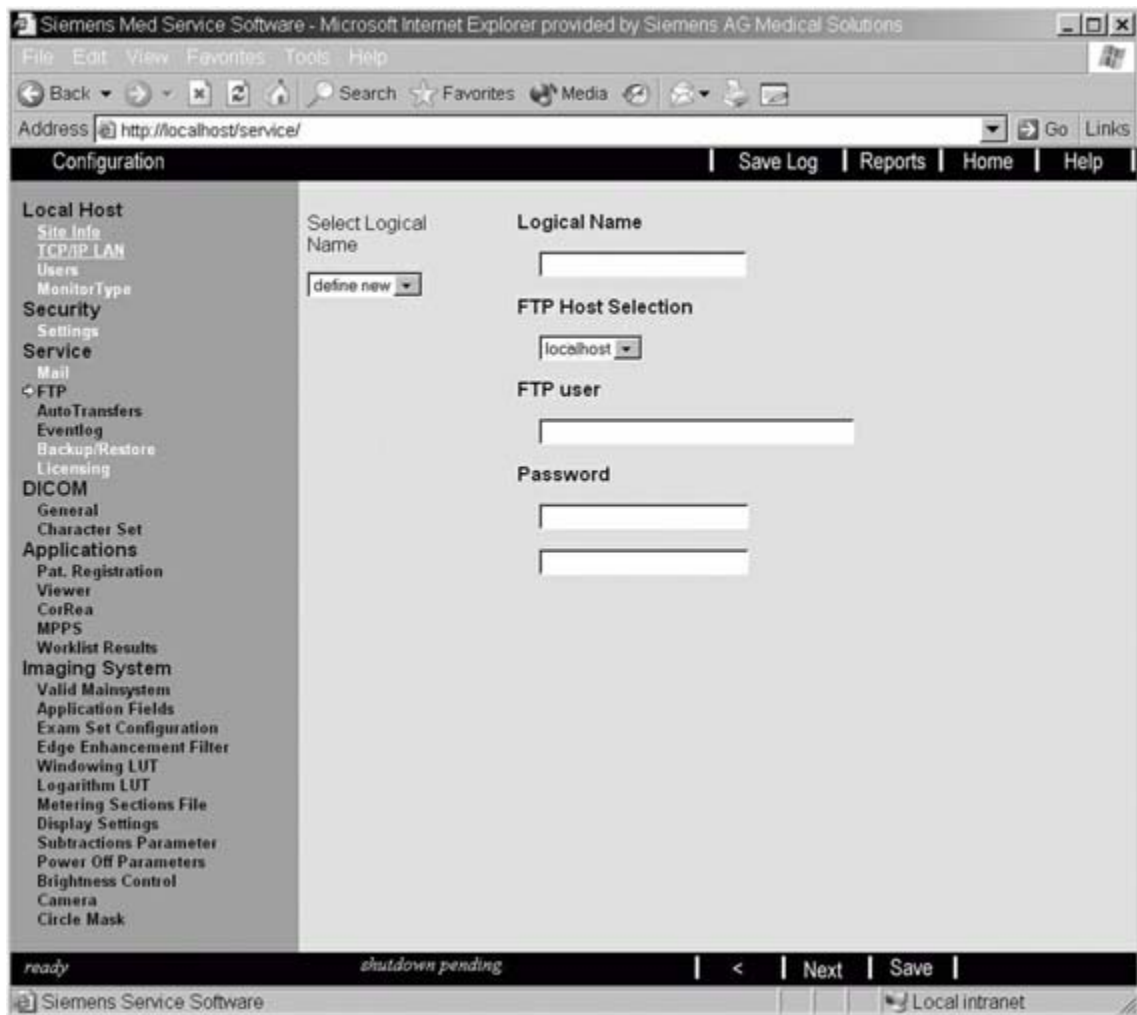 Siemens Med Service Software - Microsoft Internet Explorer provided by Siemens AG Medical Solutions
File Edit View Favorites Tools Help
Back Search Favorites Media
Address http://localhost/service/ Go Links
Configuration Save Log Reports Home Help
Local Host
Site Info
TCP/IP LAN
Users
MonitorType
Security
Settings
Service
Mail
FTP
AutoTransfers
Eventlog
Backup/Restore
Licensing
DICOM
General
Character Set
Applications
Pat. Registration
Viewer
CorRea
MPPS
Worklist Results
Imaging System
Valid Mainsystem
Application Fields
Exam Set Configuration
Edge Enhancement Filter
Windowing LUT
Logarithm LUT
Metering Sections File
Display Settings
Subtractions Parameter
Power Off Parameters
Brightness Control
Camera
Circle Mask
Select Logical
Name
define new
Logical Name
FTP Host Selection
localhost
FTP user
Password
ready shutdown pending < Next Save
Siemens Service Software Local intranet